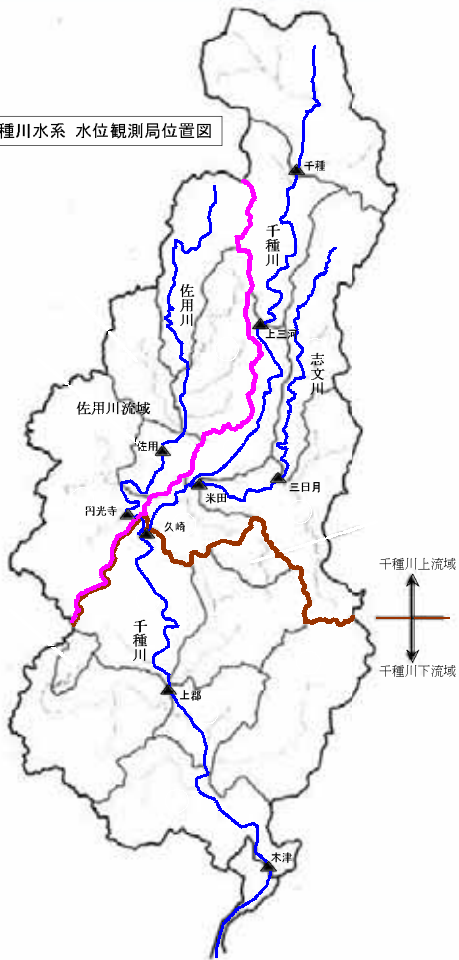 種川水系 水位観測局位置図
千種
千種川
佐用川
上三河
志文川
佐用川流域
佐用
米田
三日月
円光寺
久崎
千種川上流域
千種川
千種川下流域
上郡
木津